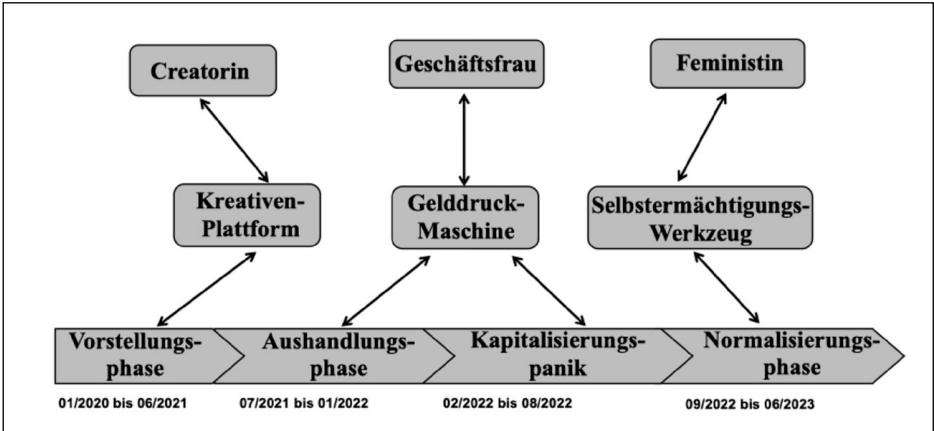 Creatorin
Geschäftsfrau
Feministin
Kreativen-
Plattform
Gelddruck-
Maschine
Selbstermächtigungs-
Werkzeug
Vorstellungs-
phase
Aushandlungs-
phase
Kapitalisierungs-
panik
Normalisierungs-
phase
01/2020 bis 06/2021
07/2021 bis 01/2022
02/2022 bis 08/2022
09/2022 bis 06/2023